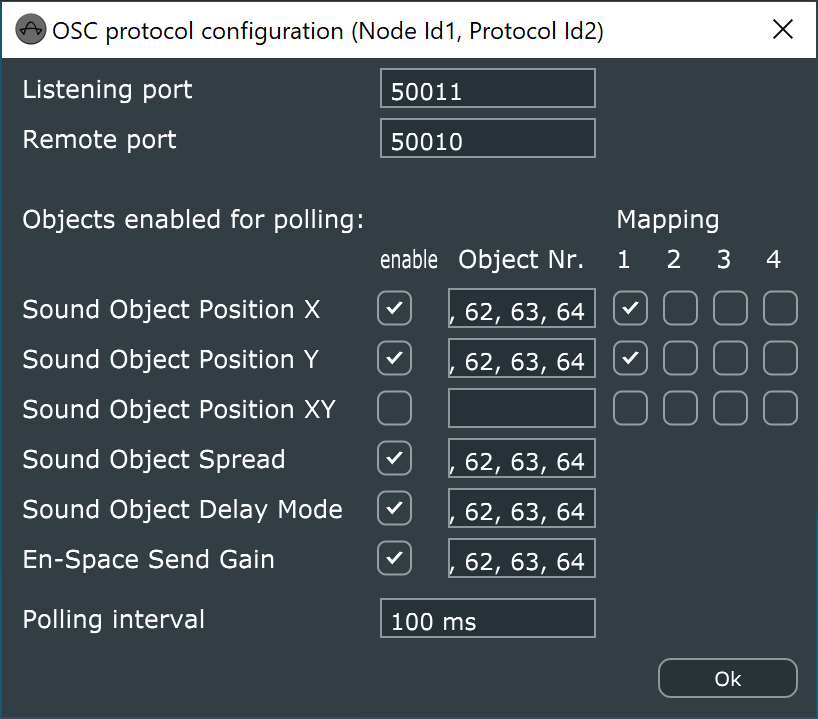 OSC protocol configuration (Node Id1, Protocol Id2)
Listening port 50011
Remote port 50010
Objects enabled for polling: Mapping
enable Object Nr. 1 2 3 4
Sound Object Position X , 62, 63, 64
Sound Object Position Y , 62, 63, 64
Sound Object Position XY
Sound Object Spread , 62, 63, 64
Sound Object Delay Mode , 62, 63, 64
En-Space Send Gain , 62, 63, 64
Polling interval 100 ms
Ok